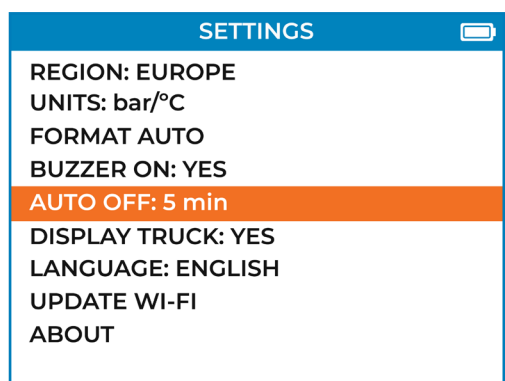 SETTINGS
REGION: EUROPE
UNITS: bar/°C
FORMAT AUTO
BUZZER ON: YES
AUTO OFF: 5 min
DISPLAY TRUCK: YES
LANGUAGE: ENGLISH
UPDATE WI-FI
ABOUT